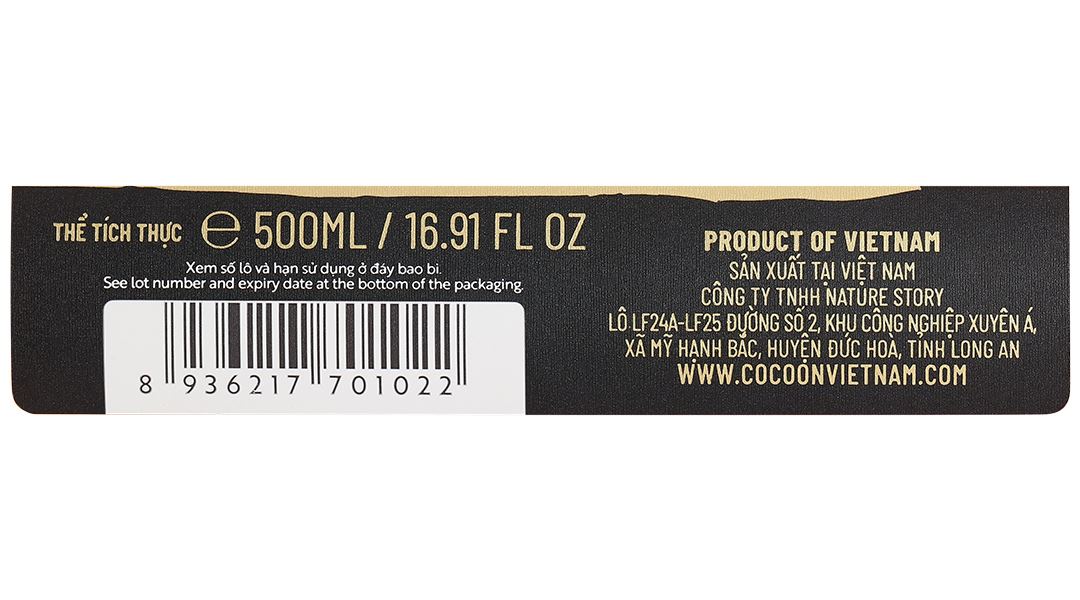 THỂ TÍCH THỰC ℮ 500ML / 16.91 FL OZ
Xem số lô và hạn sử dụng ở đáy bao bì.
See lot number and expiry date at the bottom of the packaging.
8 936217 701022
PRODUCT OF VIETNAM
SẢN XUẤT TẠI VIỆT NAM
CÔNG TY TNHH NATURE STORY
LÔ LF24A-LF25 ĐƯỜNG SỐ 2, KHU CÔNG NGHIỆP XUYÊN Á,
XÃ MỸ HẠNH BẮC, HUYỆN ĐỨC HOÀ, TỈNH LONG AN
WWW.COCOONVIETNAM.COM